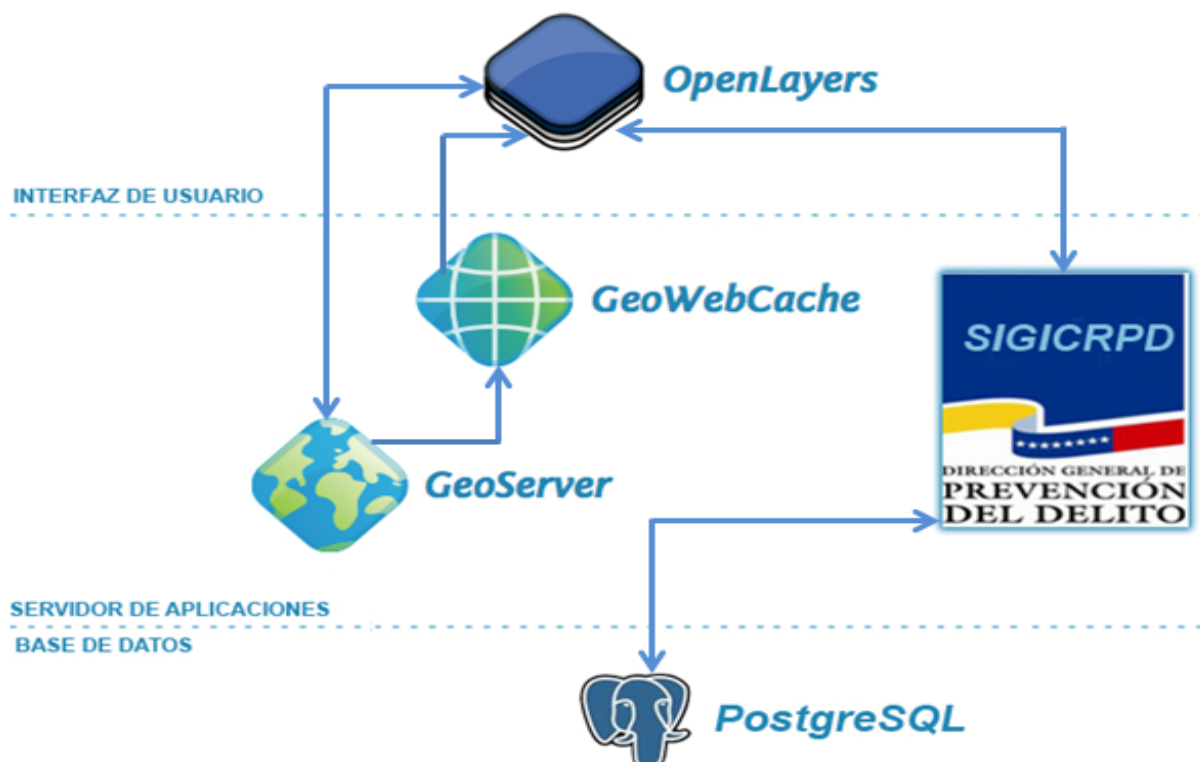 OpenLayers
INTERFAZ DE USUARIO
GeoWebCache
SIGICRPD
GeoServer
DIRECCIÓN GENERAL DE
PREVENCIÓN
DEL DELITO
SERVIDOR DE APLICACIONES
BASE DE DATOS
PostgreSQL